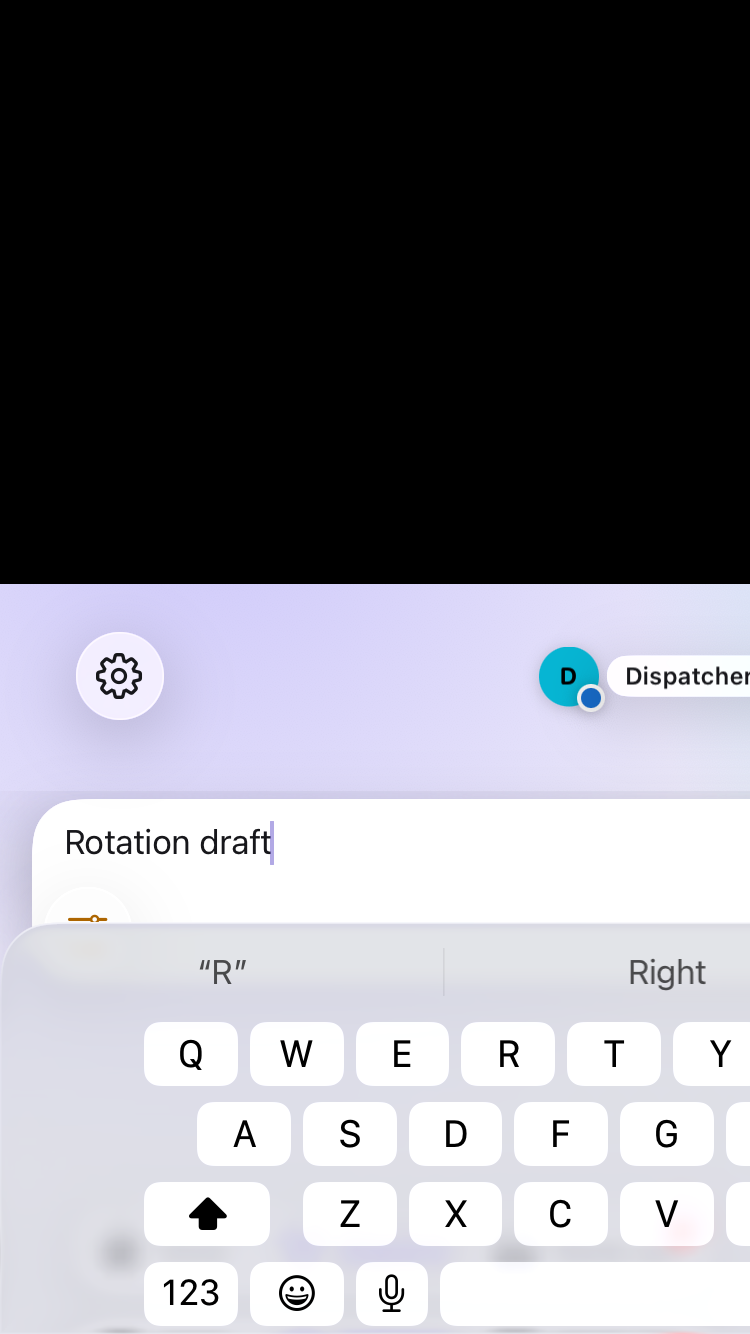 D Dispatcher
Rotation draft
“R” Right
Q W E R T Y
A S D F G
Z X C V
123